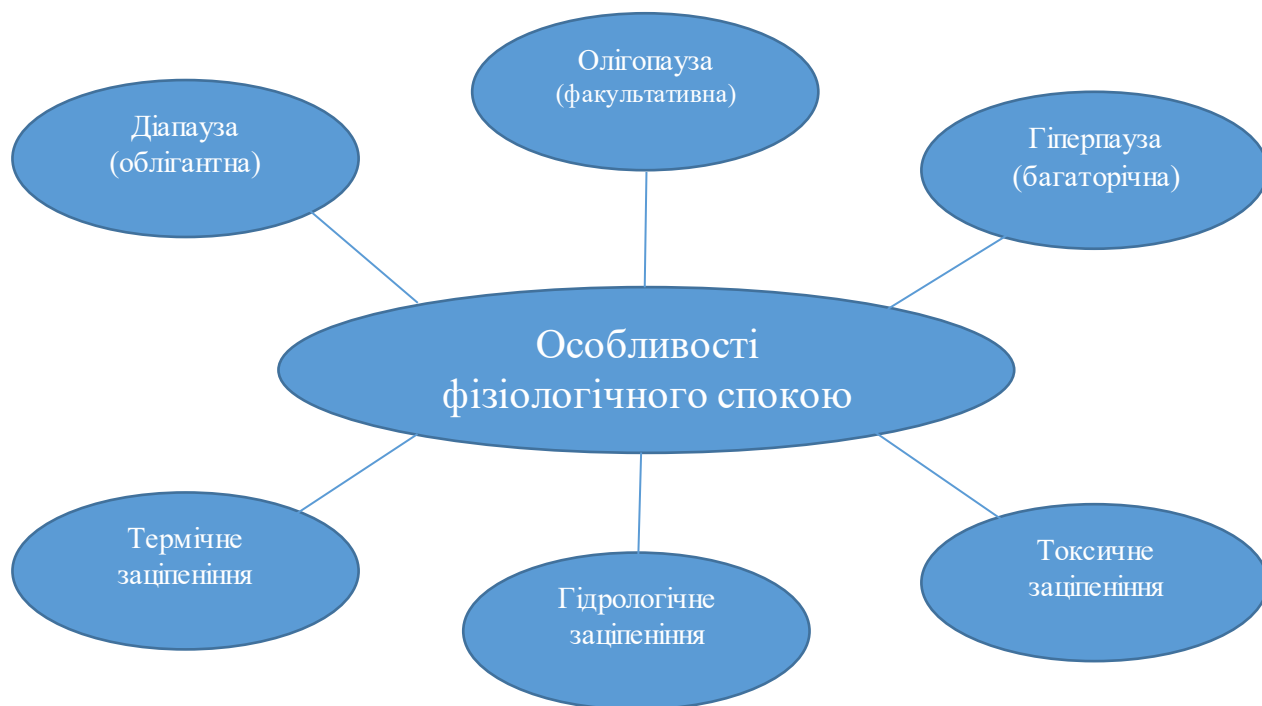 Олігопауза
(факультативна)
Діапауза
(облігантна)
Гіперпауза
(багаторічна)
Особливості
фізіологічного спокою
Термічне
заціпеніння
Гідрологічне
заціпеніння
Токсичне
заціпеніння